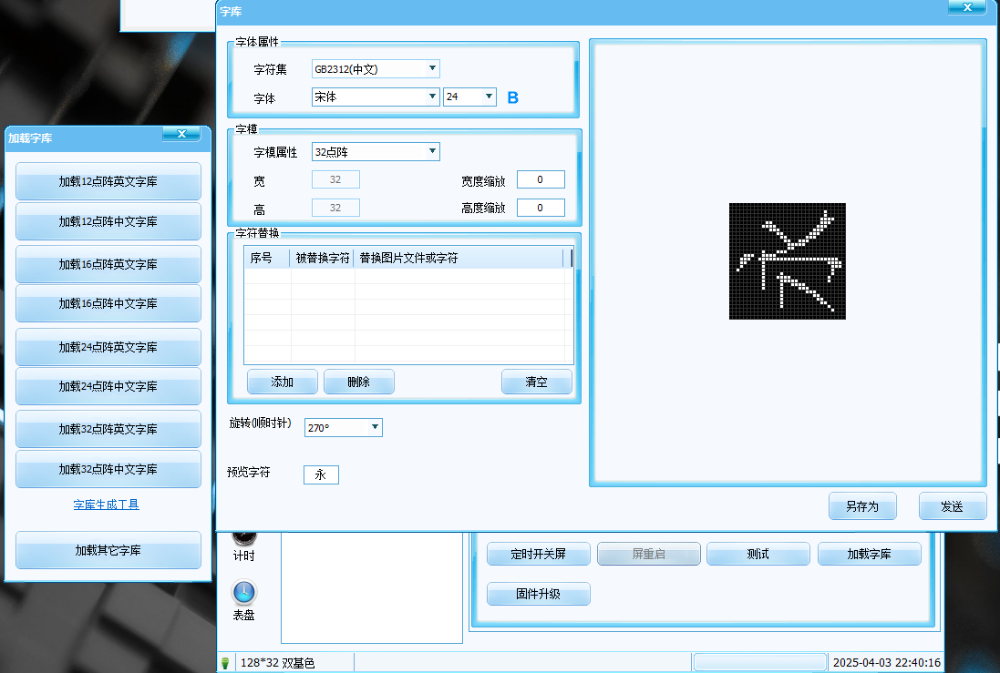 字库
字体属性
字符集 GB2312(中文)
字体 宋体 24 B
字模
字模属性 32点阵
宽 32 宽度缩放 0
高 32 高度缩放 0
字符替换
序号 被替换字符 替换图片文件或字符
添加 删除 清空
旋转(顺时针) 270°
预览字符 永
永
另存为 发送
加载字库
加载12点阵英文字库
加载12点阵中文字库
加载16点阵英文字库
加载16点阵中文字库
加载24点阵英文字库
加载24点阵中文字库
加载32点阵英文字库
加载32点阵中文字库
字库生成工具
加载其它字库
计时
表盘
定时开关屏 屏重启 测试 加载字库
固件升级
128*32 双基色 2025-04-03 22:40:16